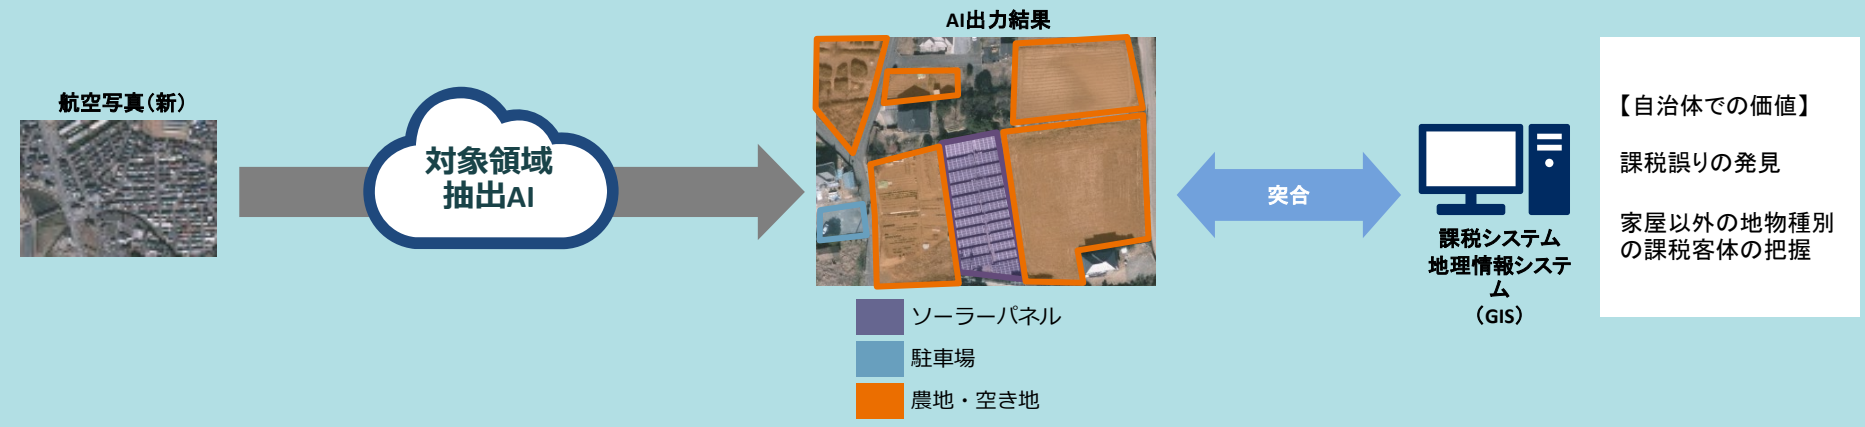 航空写真(新)
対象領域
抽出AI
AI出力結果
ソーラーパネル
駐車場
農地・空き地
突合
課税システム
地理情報システ
ム
(GIS)
【自治体での価値】
課税誤りの発見
家屋以外の地物種別
の課税客体の把握